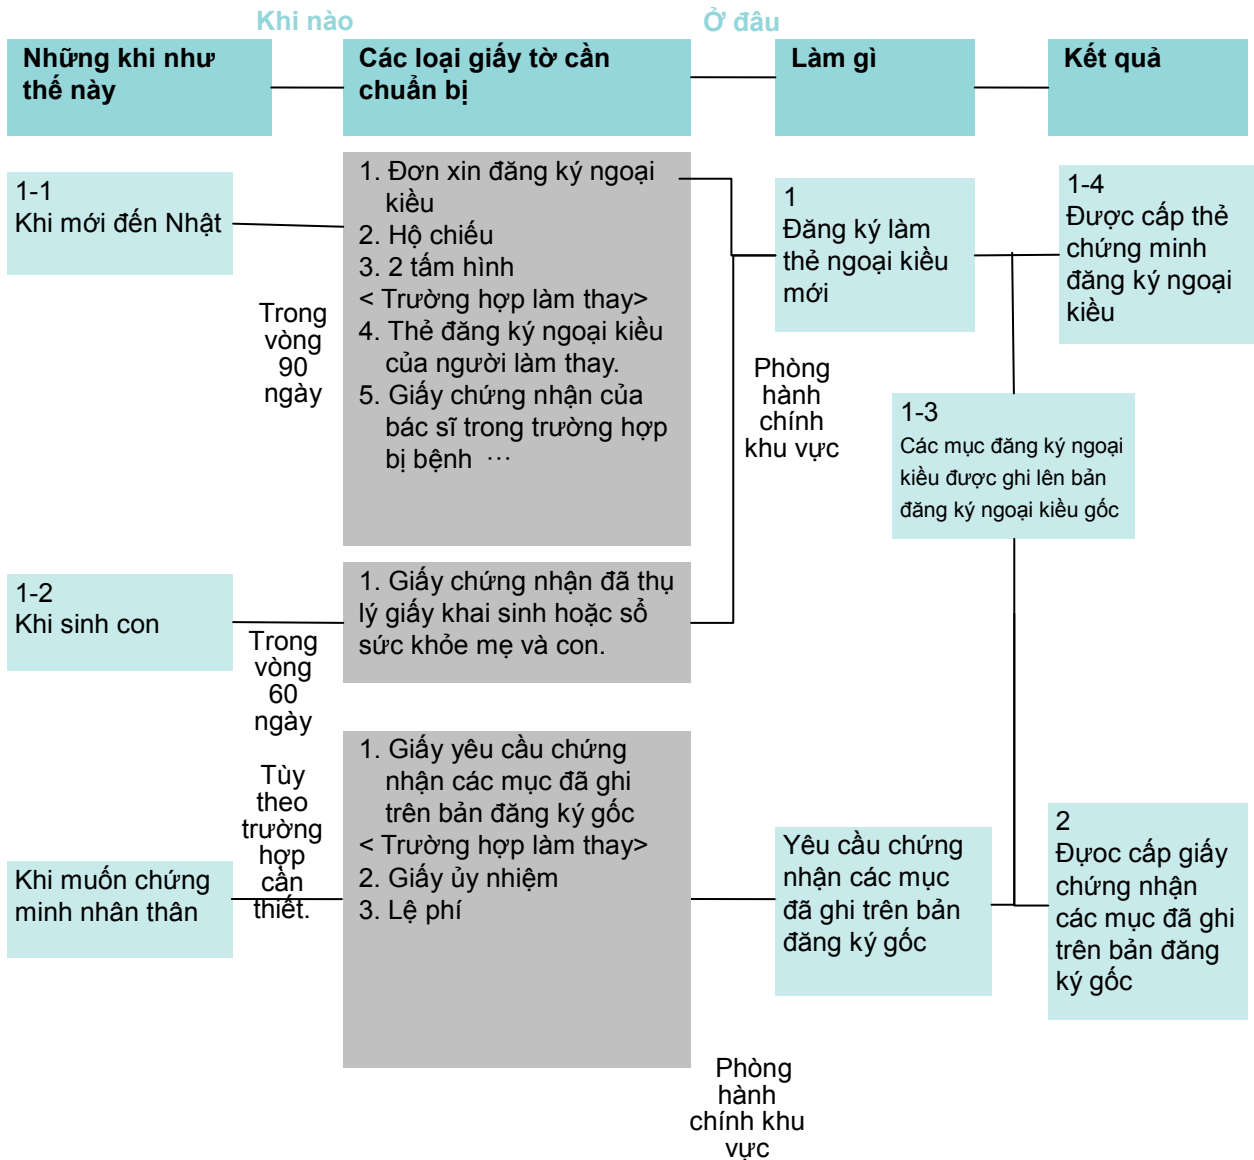 Khi nào
Ở đâu
Những khi như
thế này
Các loại giấy tờ cần
chuẩn bị
Làm gì
Kết quả
1-1
Khi mới đến Nhật
Trong
vòng
90
ngày
1. Đơn xin đăng ký ngoại
kiều
2. Hộ chiếu
3. 2 tấm hình
< Trường hợp làm thay>
4. Thẻ đăng ký ngoại kiều
của người làm thay.
5. Giấy chứng nhận của
bác sĩ trong trường hợp
bị bệnh ⋯
Phòng
hành
chính
khu vực
1
Đăng ký làm
thẻ ngoại kiều
mới
1-4
Được cấp thẻ
chứng minh
đăng ký ngoại
kiều
1-3
Các mục đăng ký ngoại
kiều được ghi lên bản
đăng ký ngoại kiều gốc
1-2
Khi sinh con
Trong
vòng
60
ngày
1. Giấy chứng nhận đã thụ
lý giấy khai sinh hoặc sổ
sức khỏe mẹ và con.
Khi muốn chứng
minh nhân thân
Tùy
theo
trường
hợp
cần
thiết.
1. Giấy yêu cầu chứng
nhận các mục đã ghi
trên bản đăng ký gốc
< Trường hợp làm thay>
2. Giấy ủy nhiệm
3. Lệ phí
Phòng
hành
chính khu
vực
Yêu cầu chứng
nhận các mục
đã ghi trên bản
đăng ký gốc
2
Đựoc cấp giấy
chứng nhận
các mục đã ghi
trên bản đăng
ký gốc